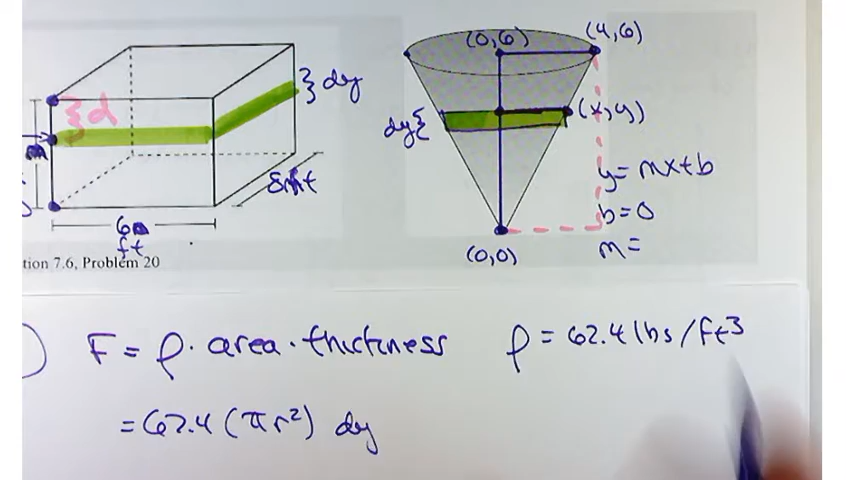 (0,6)
(4,6)
} dy
d
dy {
(x,y)
y = mx+b
8 ft
6
ft
b=0
m =
(0,0)
tion 7.6, Problem 20
F = ρ · area · thickness
ρ = 62.4 lbs/ft³
= 62.4 (πr²) dy